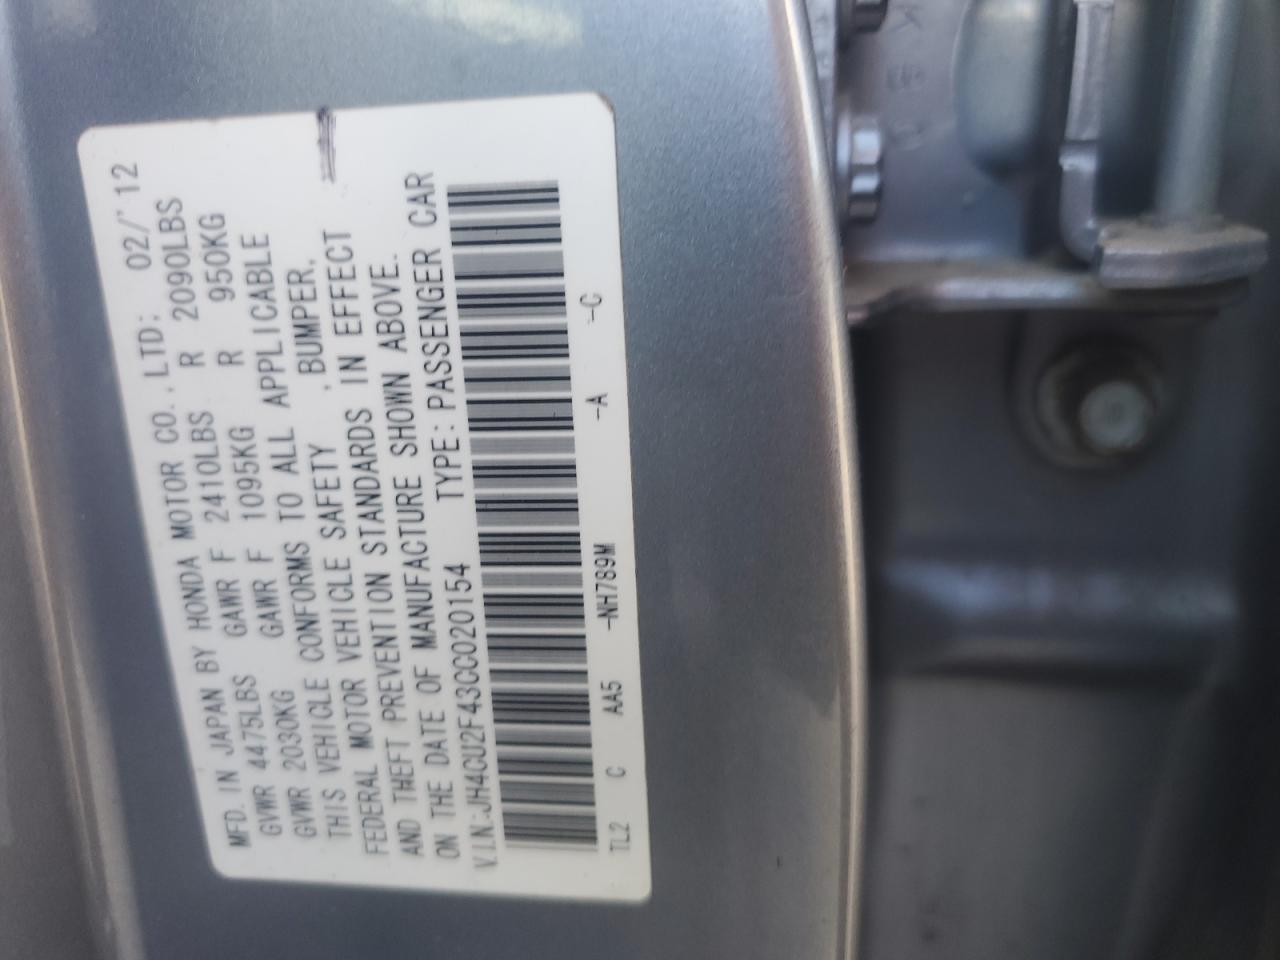 MFD. IN JAPAN BY HONDA MOTOR CO., LTD: 02/'12
GVWR 4475LBS GAWR F 2410LBS R 2090LBS
GVWR 2030KG GAWR F 1095KG R 950KG
THIS VEHICLE CONFORMS TO ALL APPLICABLE
FEDERAL MOTOR VEHICLE SAFETY , BUMPER,
AND THEFT PREVENTION STANDARDS IN EFFECT
ON THE DATE OF MANUFACTURE SHOWN ABOVE.
V.I.N:JH4CU2F43CC020154 TYPE:PASSENGER CAR
TL2 C AA5 -NH789M -A -C